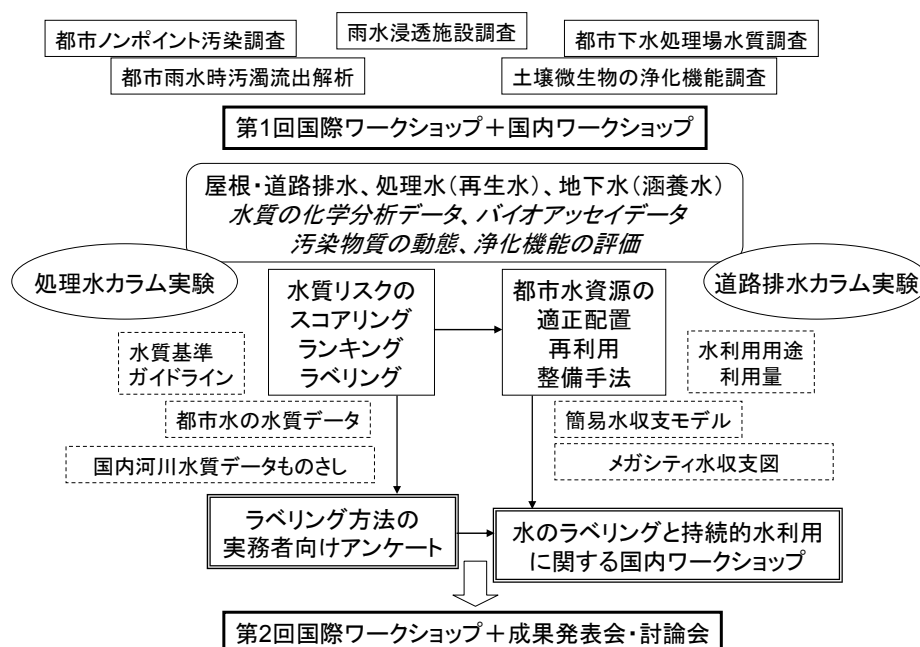 都市ノンポイント汚染調査
雨水浸透施設調査
都市下水処理場水質調査
都市雨水時汚濁流出解析
土壌微生物の浄化機能調査
第1回国際ワークショップ+国内ワークショップ
屋根・道路排水、処理水(再生水)、地下水(涵養水)
水質の化学分析データ、バイオアッセイデータ
汚染物質の動態、浄化機能の評価
処理水カラム実験
水質リスクの
スコアリング
ランキング
ラベリング
都市水資源の
適正配置
再利用
整備手法
道路排水カラム実験
水質基準
ガイドライン
水利用用途
利用量
都市水の水質データ
簡易水収支モデル
国内河川水質データものさし
メガシティ水収支図
ラベリング方法の
実務者向けアンケート
水のラベリングと持続的水利用
に関する国内ワークショップ
第2回国際ワークショップ+成果発表会・討論会